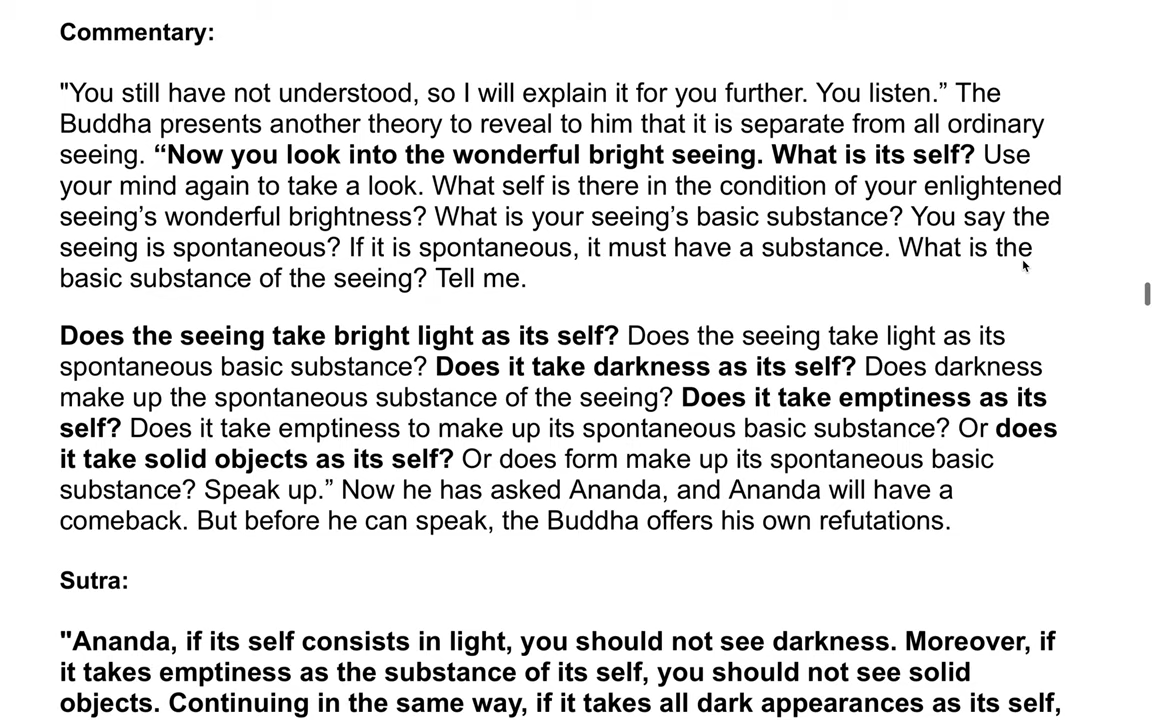 Commentary:
"You still have not understood, so I will explain it for you further. You listen.” The
Buddha presents another theory to reveal to him that it is separate from all ordinary
seeing. “Now you look into the wonderful bright seeing. What is its self? Use
your mind again to take a look. What self is there in the condition of your enlightened
seeing’s wonderful brightness? What is your seeing’s basic substance? You say the
seeing is spontaneous? If it is spontaneous, it must have a substance. What is the
basic substance of the seeing? Tell me.
Does the seeing take bright light as its self? Does the seeing take light as its
spontaneous basic substance? Does it take darkness as its self? Does darkness
make up the spontaneous substance of the seeing? Does it take emptiness as its
self? Does it take emptiness to make up its spontaneous basic substance? Or does
it take solid objects as its self? Or does form make up its spontaneous basic
substance? Speak up.” Now he has asked Ananda, and Ananda will have a
comeback. But before he can speak, the Buddha offers his own refutations.
Sutra:
"Ananda, if its self consists in light, you should not see darkness. Moreover, if
it takes emptiness as the substance of its self, you should not see solid
objects. Continuing in the same way, if it takes all dark appearances as its self,